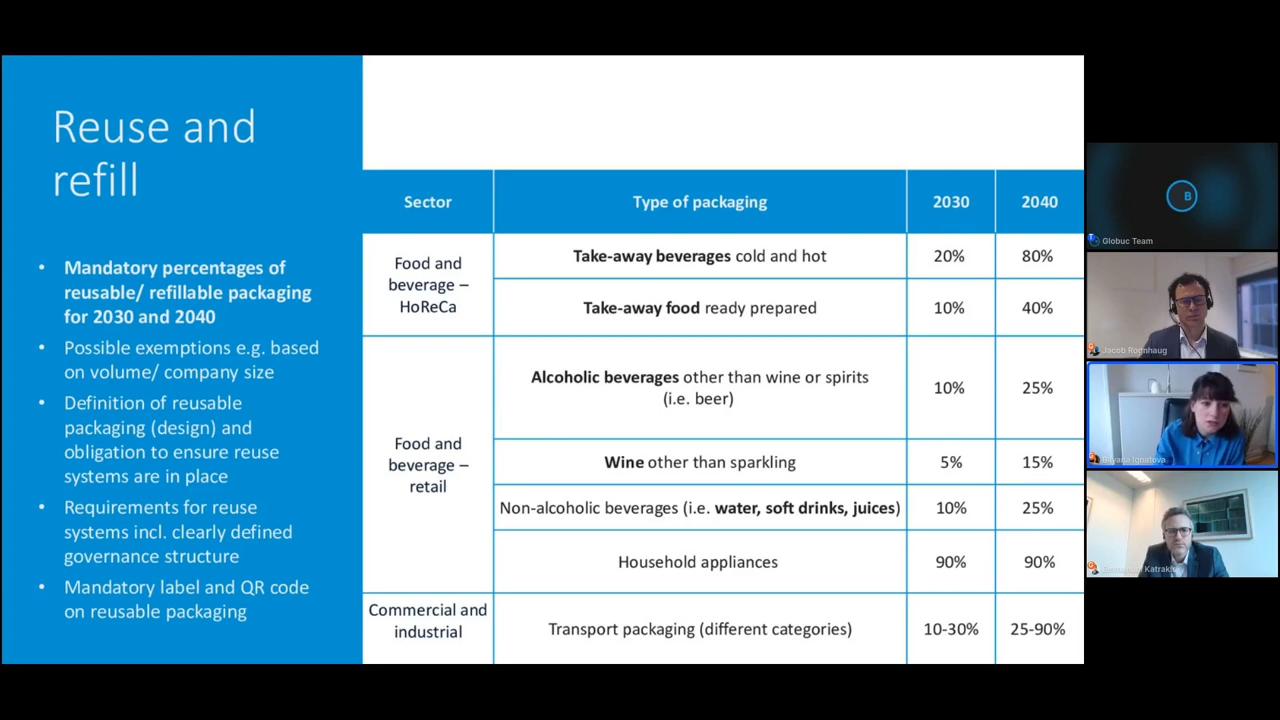 Reuse and
refill
• Mandatory percentages of
reusable/ refillable packaging
for 2030 and 2040
• Possible exemptions e.g. based
on volume/ company size
• Definition of reusable
packaging (design) and
obligation to ensure reuse
systems are in place
• Requirements for reuse
systems incl. clearly defined
governance structure
• Mandatory label and QR code
on reusable packaging
Sector Type of packaging 2030 2040
Food and
beverage –
HoReCa
Take-away beverages cold and hot 20% 80%
Take-away food ready prepared 10% 40%
Food and
beverage –
retail
Alcoholic beverages other than wine or spirits
(i.e. beer) 10% 25%
Wine other than sparkling 5% 15%
Non-alcoholic beverages (i.e. water, soft drinks, juices) 10% 25%
Household appliances 90% 90%
Commercial and
industrial
Transport packaging (different categories) 10-30% 25-90%
B
Globuc Team
Jacob
Ignatova